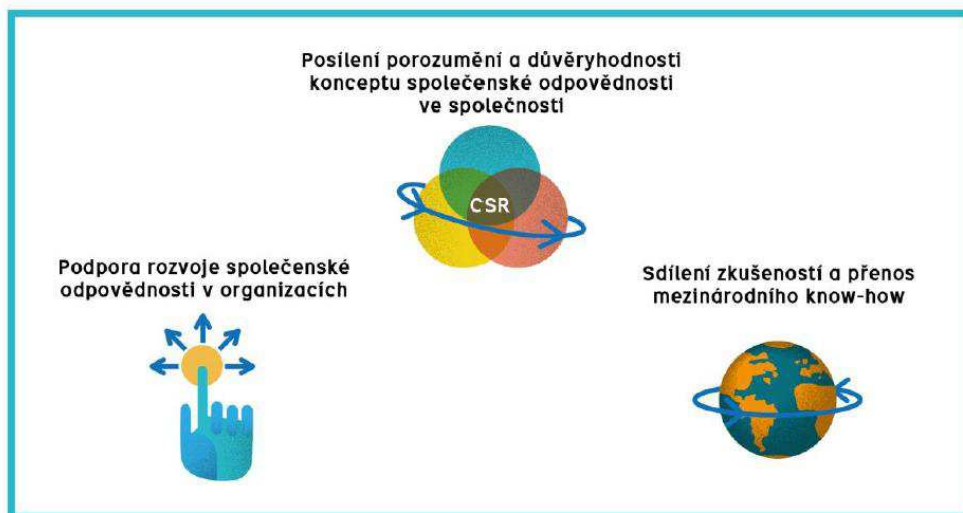 Posílení porozumění a důvěryhodnosti
konceptu společenské odpovědnosti
ve společnosti
CSR
Podpora rozvoje společenské
odpovědnosti v organizacích
Sdílení zkušeností a přenos
mezinárodního know-how